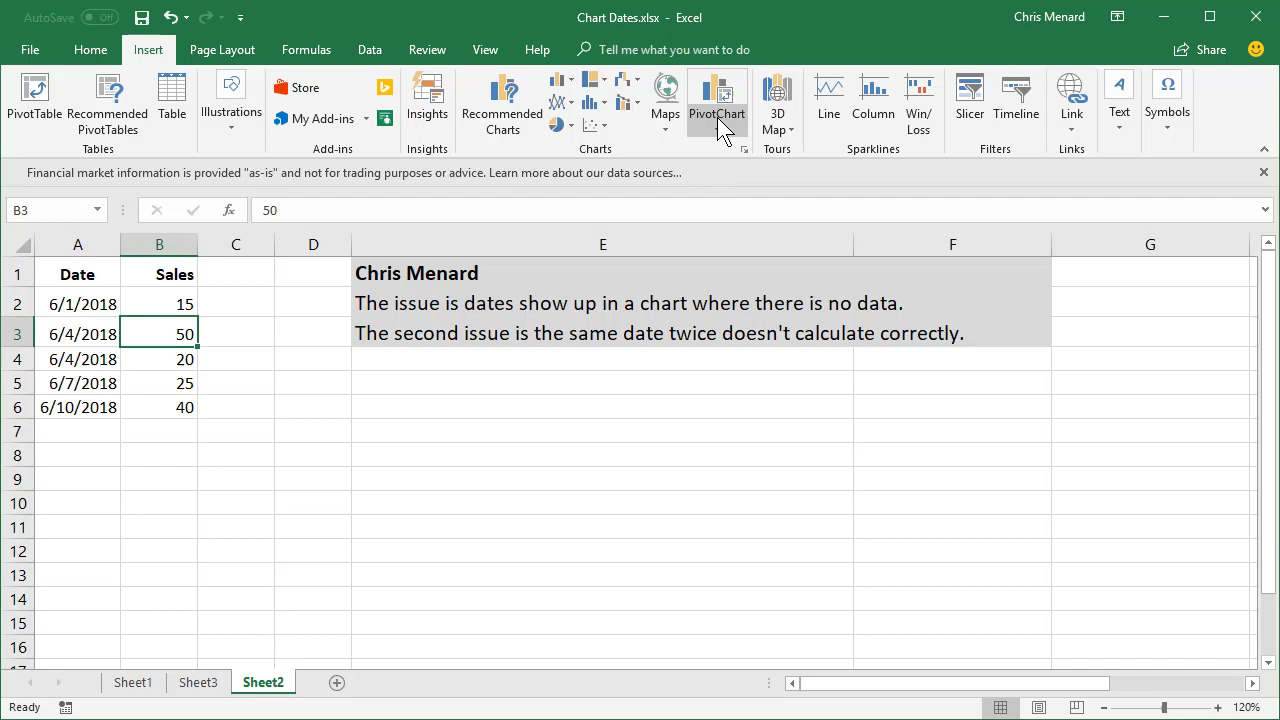 AutoSave Off
Chart Dates.xlsx - Excel
Chris Menard
File Home Insert Page Layout Formulas Data Review View Help Tell me what you want to do Share
PivotTable
Recommended PivotTables
Table
Tables
Illustrations
Store
My Add-ins
Add-ins
Insights
Insights
Recommended Charts
Charts
Maps
PivotChart
3D Map
Tours
Line
Column
Win/Loss
Sparklines
Slicer
Timeline
Filters
Link
Links
Text
Symbols
Financial market information is provided "as-is" and not for trading purposes or advice. Learn more about our data sources...
B3 fx 50
A B C D E F G
1 Date Sales Chris Menard
2 6/1/2018 15 The issue is dates show up in a chart where there is no data.
3 6/4/2018 50 The second issue is the same date twice doesn't calculate correctly.
4 6/4/2018 20
5 6/7/2018 25
6 6/10/2018 40
7
8
9
10
11
12
13
14
15
16
17
Sheet1 Sheet3 Sheet2
Ready 120%